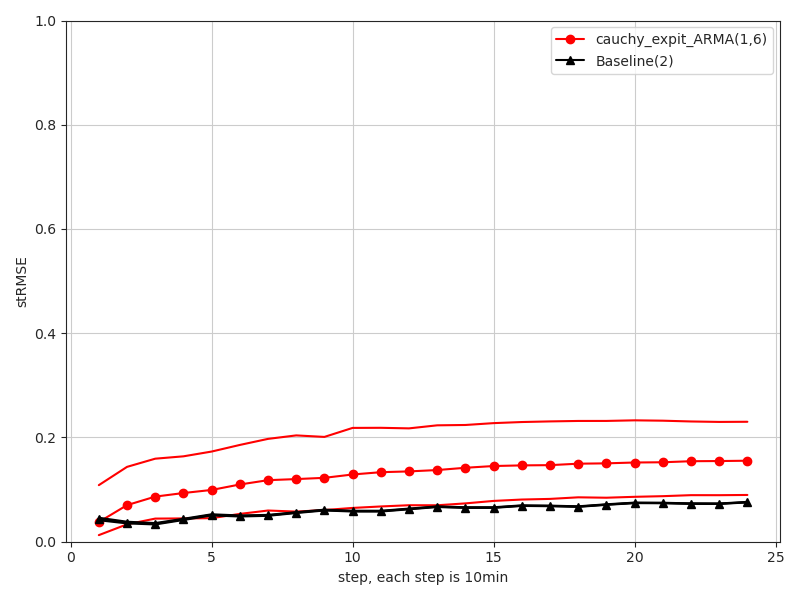 cauchy_expit_ARMA(1,6)
Baseline(2)
1.0
0.8
0.6
0.4
0.2
0.0
stRMSE
0 5 10 15 20 25
step, each step is 10min